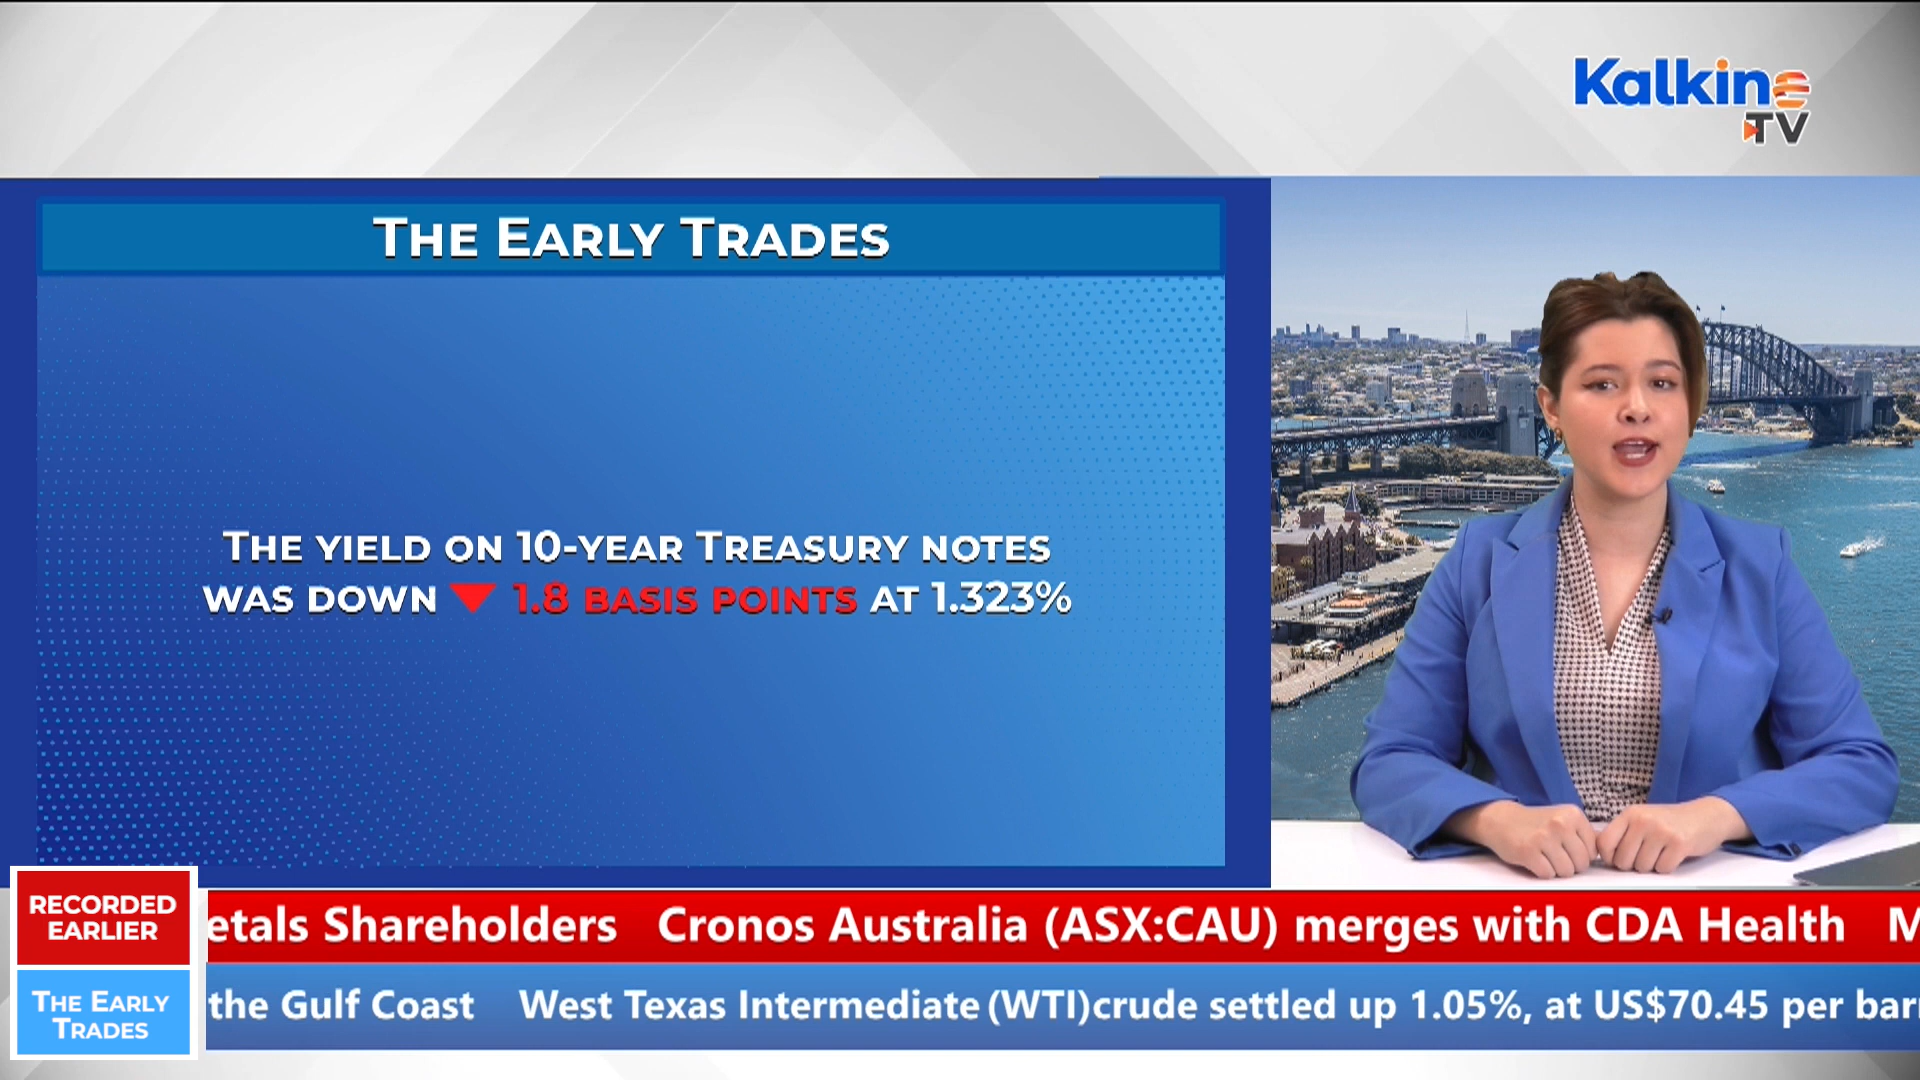 Kalkine
TV
The Early Trades
The yield on 10-year Treasury notes
was down 1.8 basis points at 1.323%
RECORDED
EARLIER
etals Shareholders Cronos Australia (ASX:CAU) merges with CDA Health M
The Early
Trades
the Gulf Coast West Texas Intermediate (WTI)crude settled up 1.05%, at US$70.45 per barr